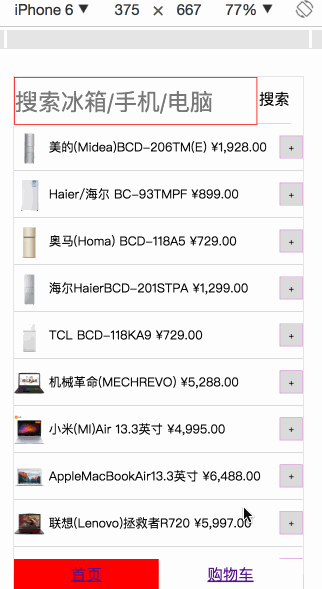 iPhone 6 ▼ 375 × 667 77% ▼
搜索冰箱/手机/电脑 搜索
美的(Midea)BCD-206TM(E) ¥1,928.00 +
Haier/海尔 BC-93TMPF ¥899.00 +
奥马(Homa) BCD-118A5 ¥729.00 +
海尔HaierBCD-201STPA ¥1,299.00 +
TCL BCD-118KA9 ¥729.00 +
机械革命(MECHREVO) ¥5,288.00 +
小米(MI)Air 13.3英寸 ¥4,995.00 +
AppleMacBookAir13.3英寸 ¥6,488.00 +
联想(Lenovo)拯救者R720 ¥5,997.00 +
首页 购物车